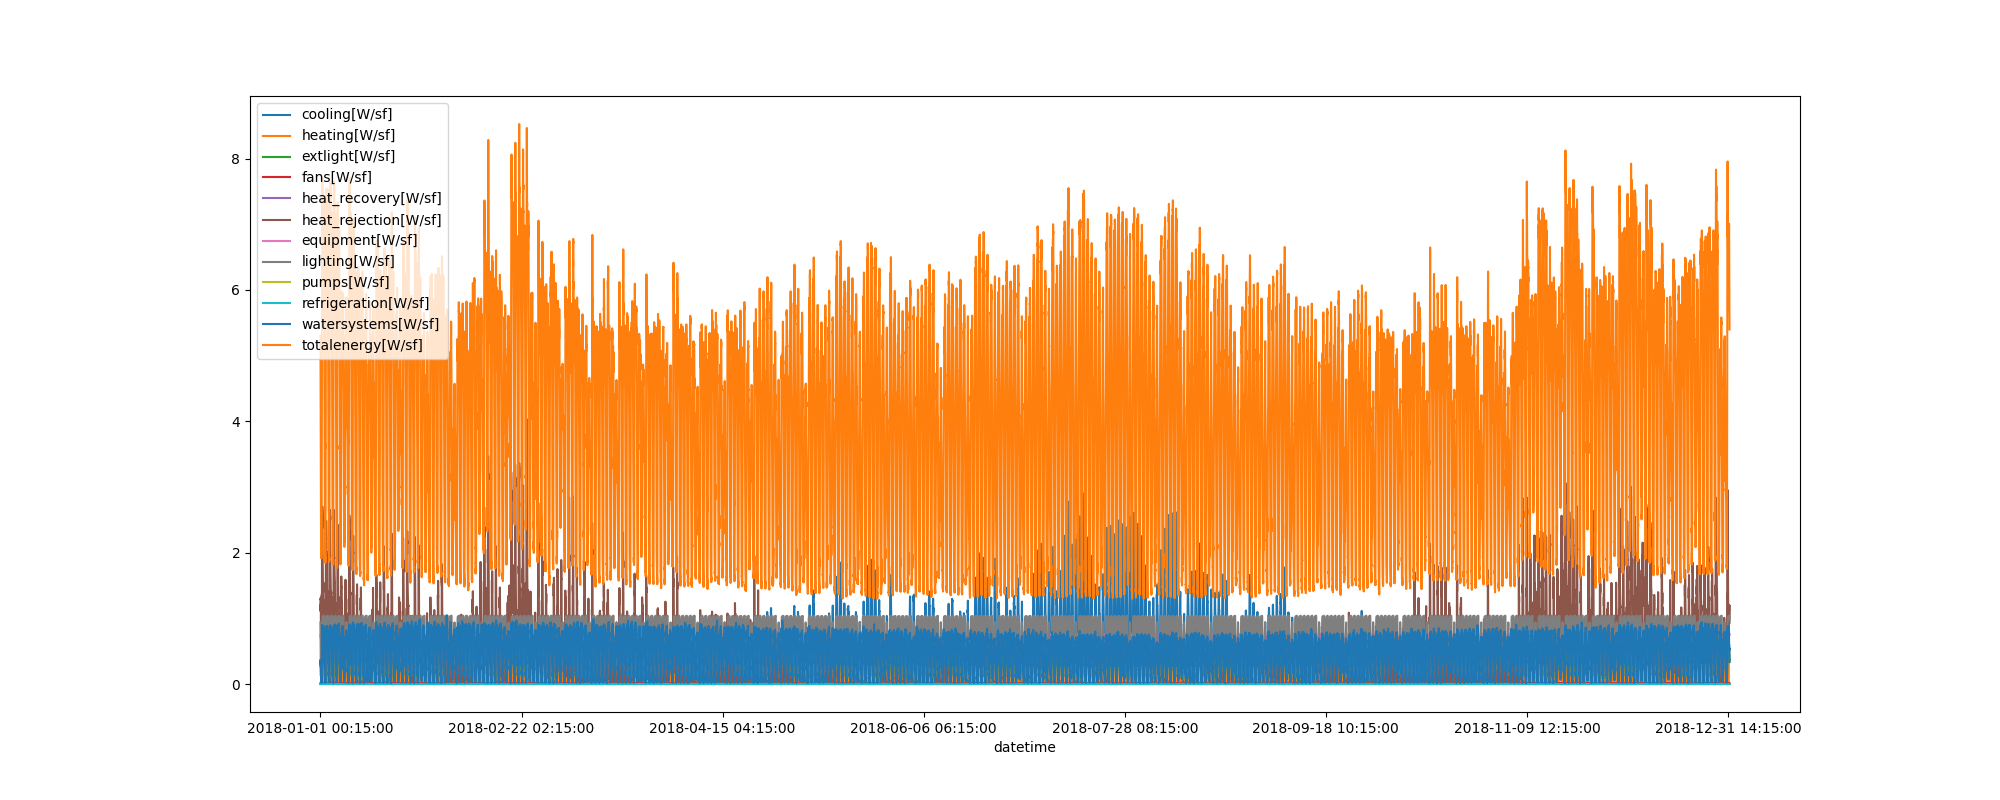 cooling[W/sf]
heating[W/sf]
extlight[W/sf]
fans[W/sf]
heat_recovery[W/sf]
heat_rejection[W/sf]
equipment[W/sf]
lighting[W/sf]
pumps[W/sf]
refrigeration[W/sf]
watersystems[W/sf]
totalenergy[W/sf]
8
6
4
2
0
2018-01-01 00:15:00 2018-02-22 02:15:00 2018-04-15 04:15:00 2018-06-06 06:15:00 2018-07-28 08:15:00 2018-09-18 10:15:00 2018-11-09 12:15:00 2018-12-31 14:15:00
datetime